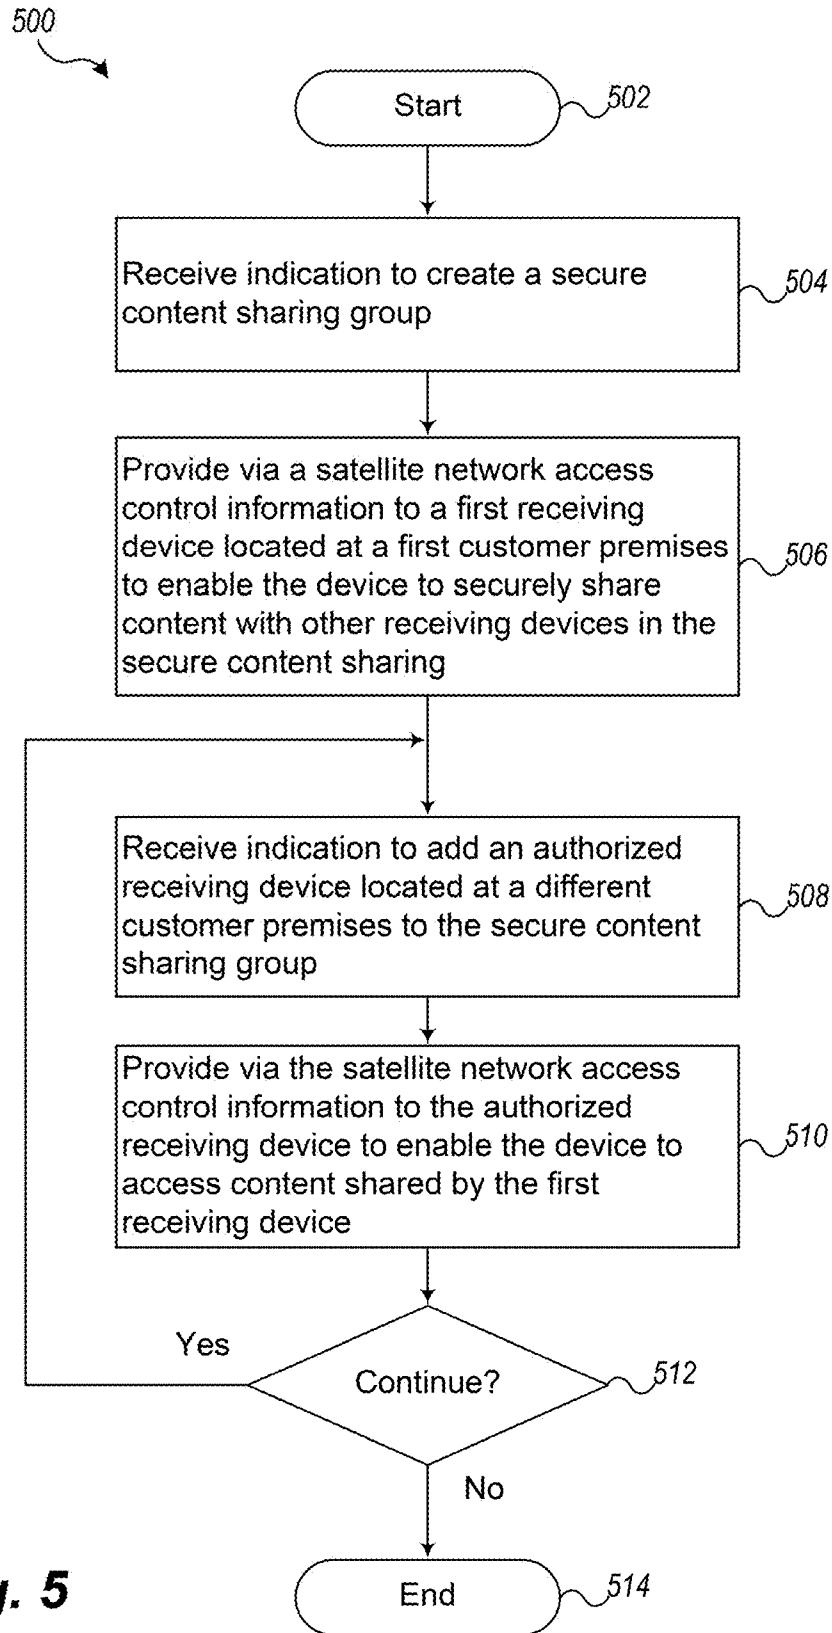 500
Start
502
Receive indication to create a secure
content sharing group
504
Provide via a satellite network access
control information to a first receiving
device located at a first customer premises
to enable the device to securely share
content with other receiving devices in the
secure content sharing
506
Receive indication to add an authorized
receiving device located at a different
customer premises to the secure content
sharing group
508
Provide via the satellite network access
control information to the authorized
receiving device to enable the device to
access content shared by the first
receiving device
510
Yes
Continue?
512
No
End
514
g. 5